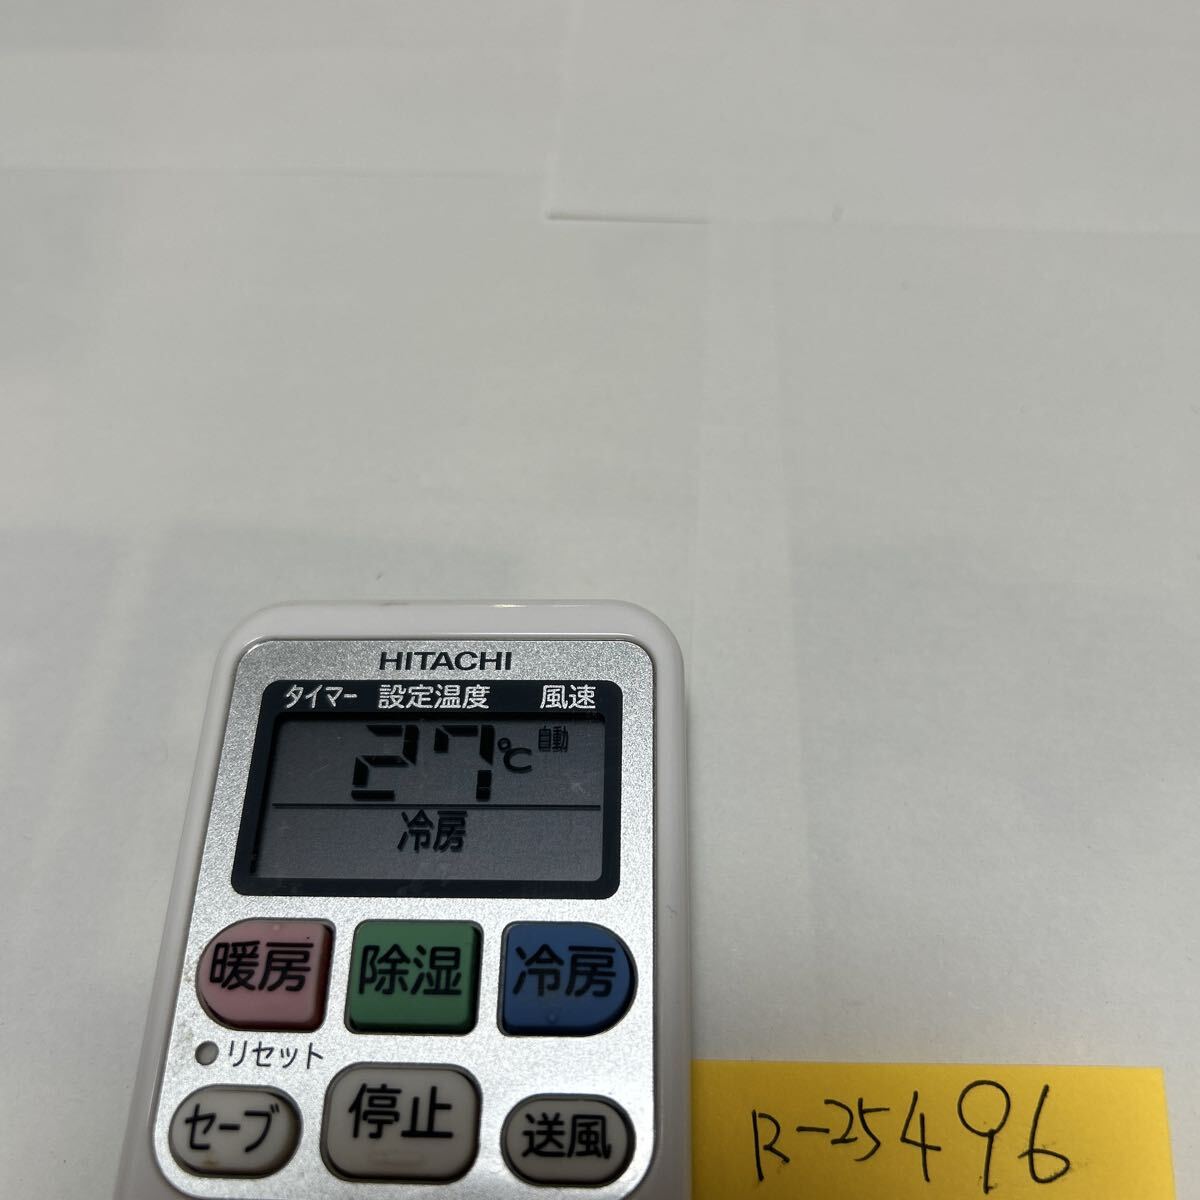 HITACHI
タイマー 設定温度 風速
27℃ 自動
冷房
暖房 除湿 冷房
リセット
セーブ 停止 送風
R-25496